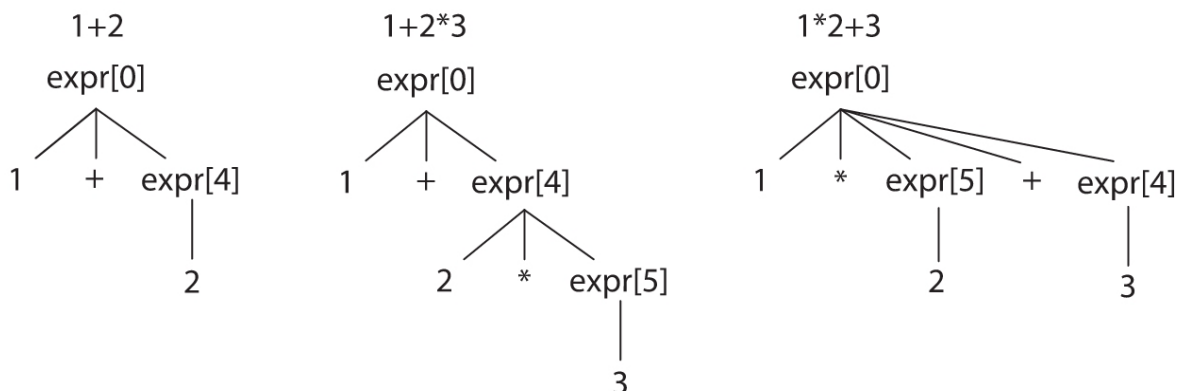 1+2 1+2*3 1*2+3
expr[0] expr[0] expr[0]
1 + expr[4] 1 + expr[4] 1 * expr[5] + expr[4]
2 2 * expr[5] 2 3
3